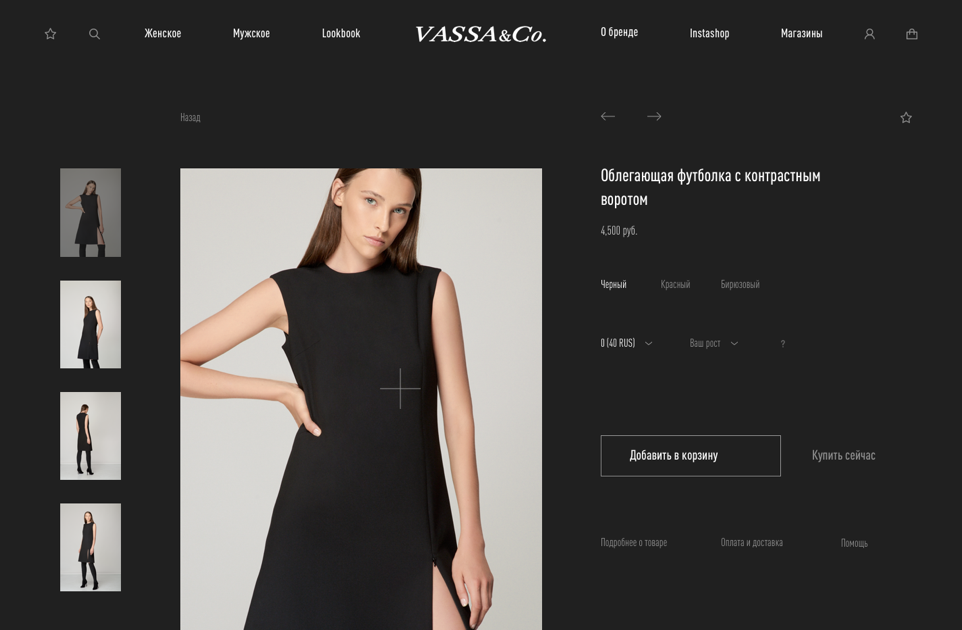 Женское
Мужское
Lookbook
VASSA&Co.
О бренде
Instashop
Магазины
Назад
Облегающая футболка с контрастным
воротом
4,500 руб.
Черный
Красный
Бирюзовый
0 (40 RUS)
Ваш рост
?
Добавить в корзину
Купить сейчас
Подробнее о товаре
Оплата и доставка
Помощь